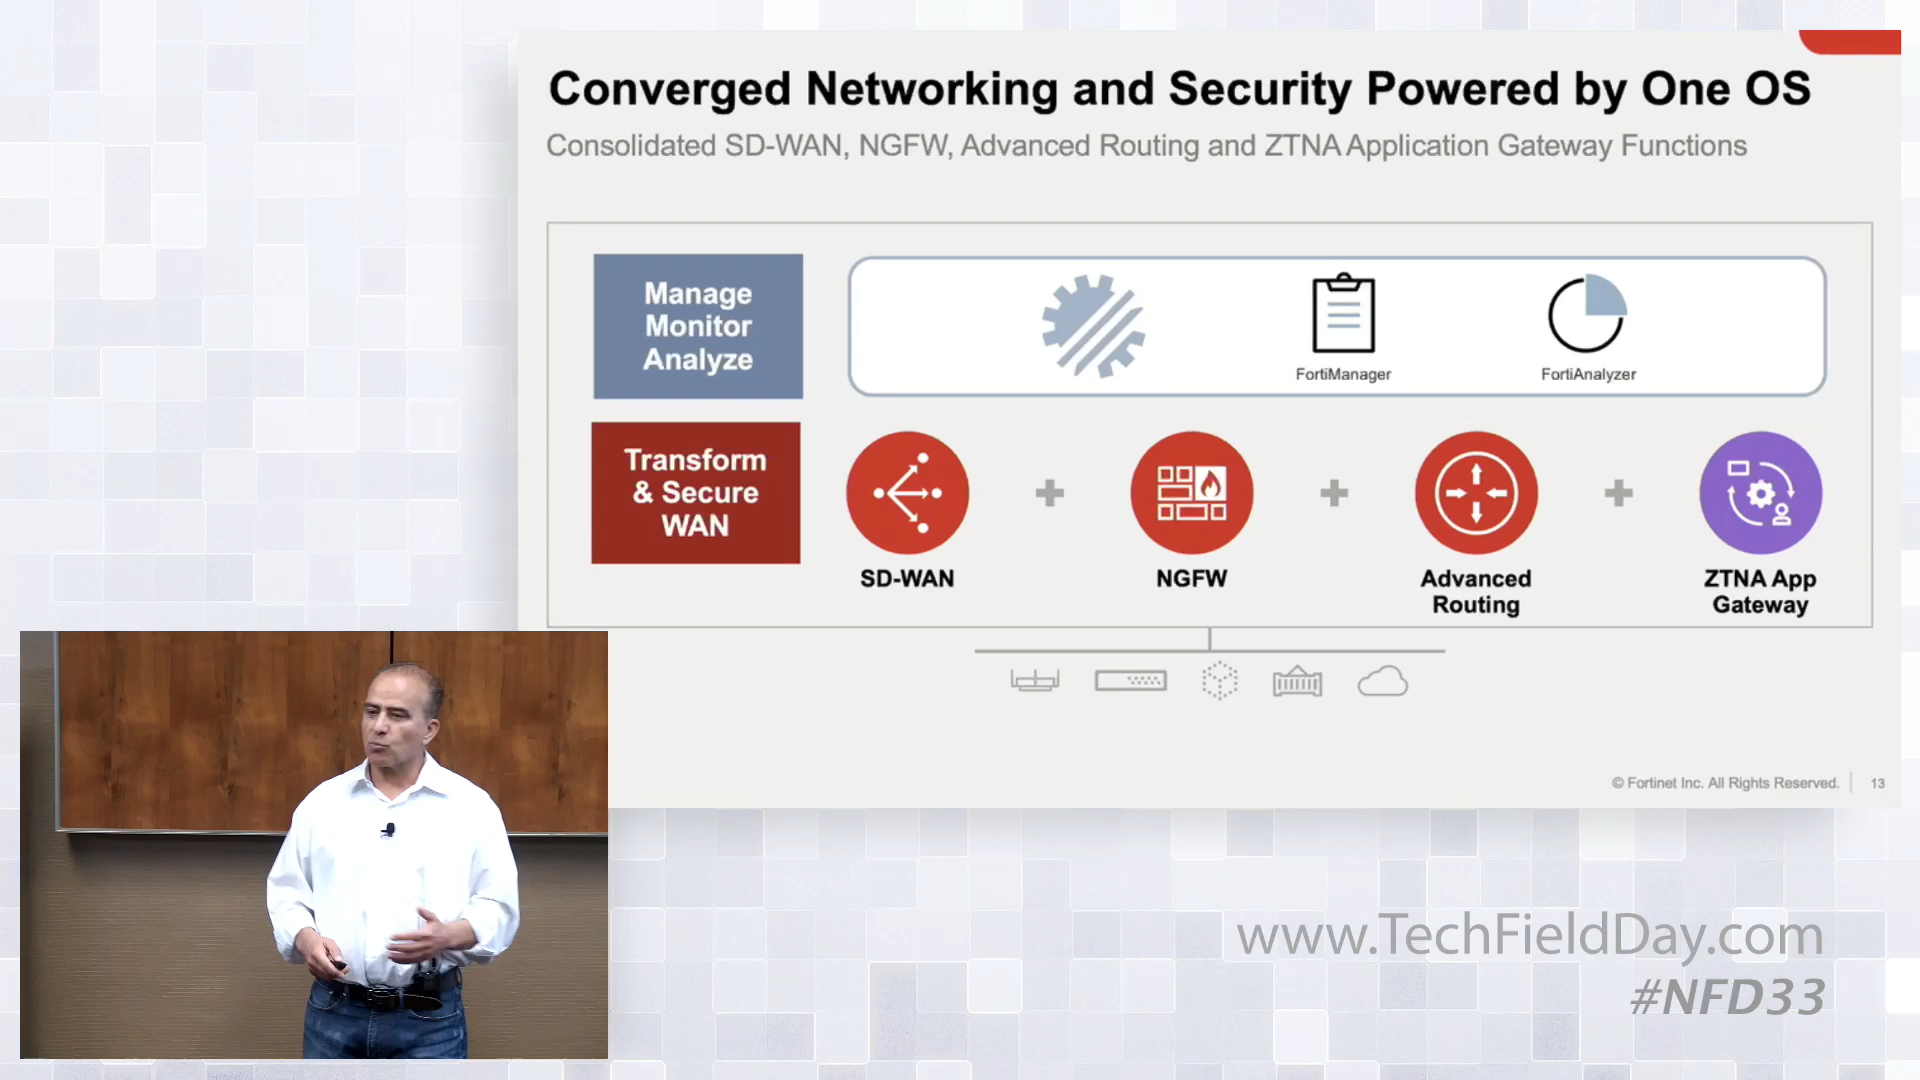 Converged Networking and Security Powered by One OS
Consolidated SD-WAN, NGFW, Advanced Routing and ZTNA Application Gateway Functions
Manage
Monitor
Analyze
FortiManager
FortiAnalyzer
Transform
& Secure
WAN
SD-WAN
NGFW
Advanced
Routing
ZTNA App
Gateway
© Fortinet Inc. All Rights Reserved.
13
www.TechFieldDay.com
#NFD33